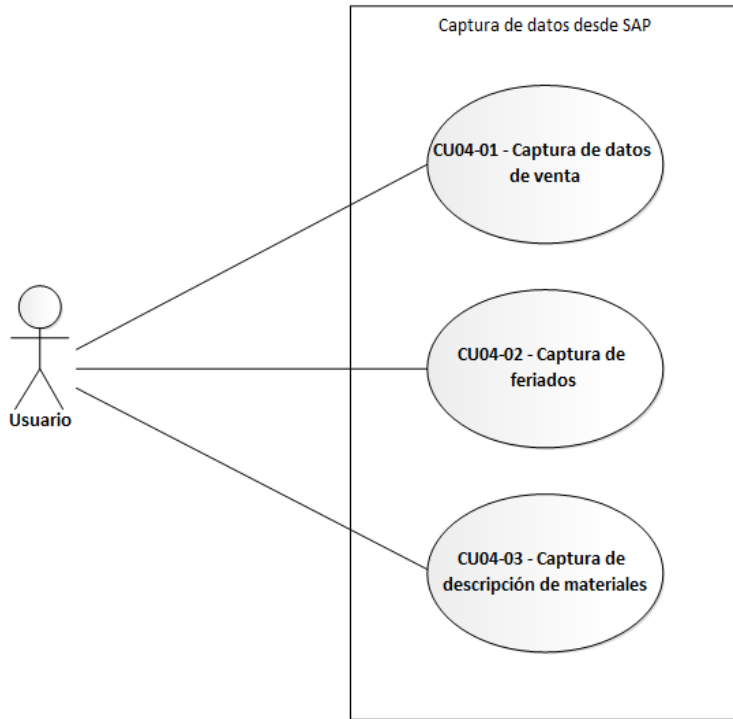 Captura de datos desde SAP
CU04-01 - Captura de datos
de venta
CU04-02 - Captura de
feriados
Usuario
CU04-03 - Captura de
descripción de materiales